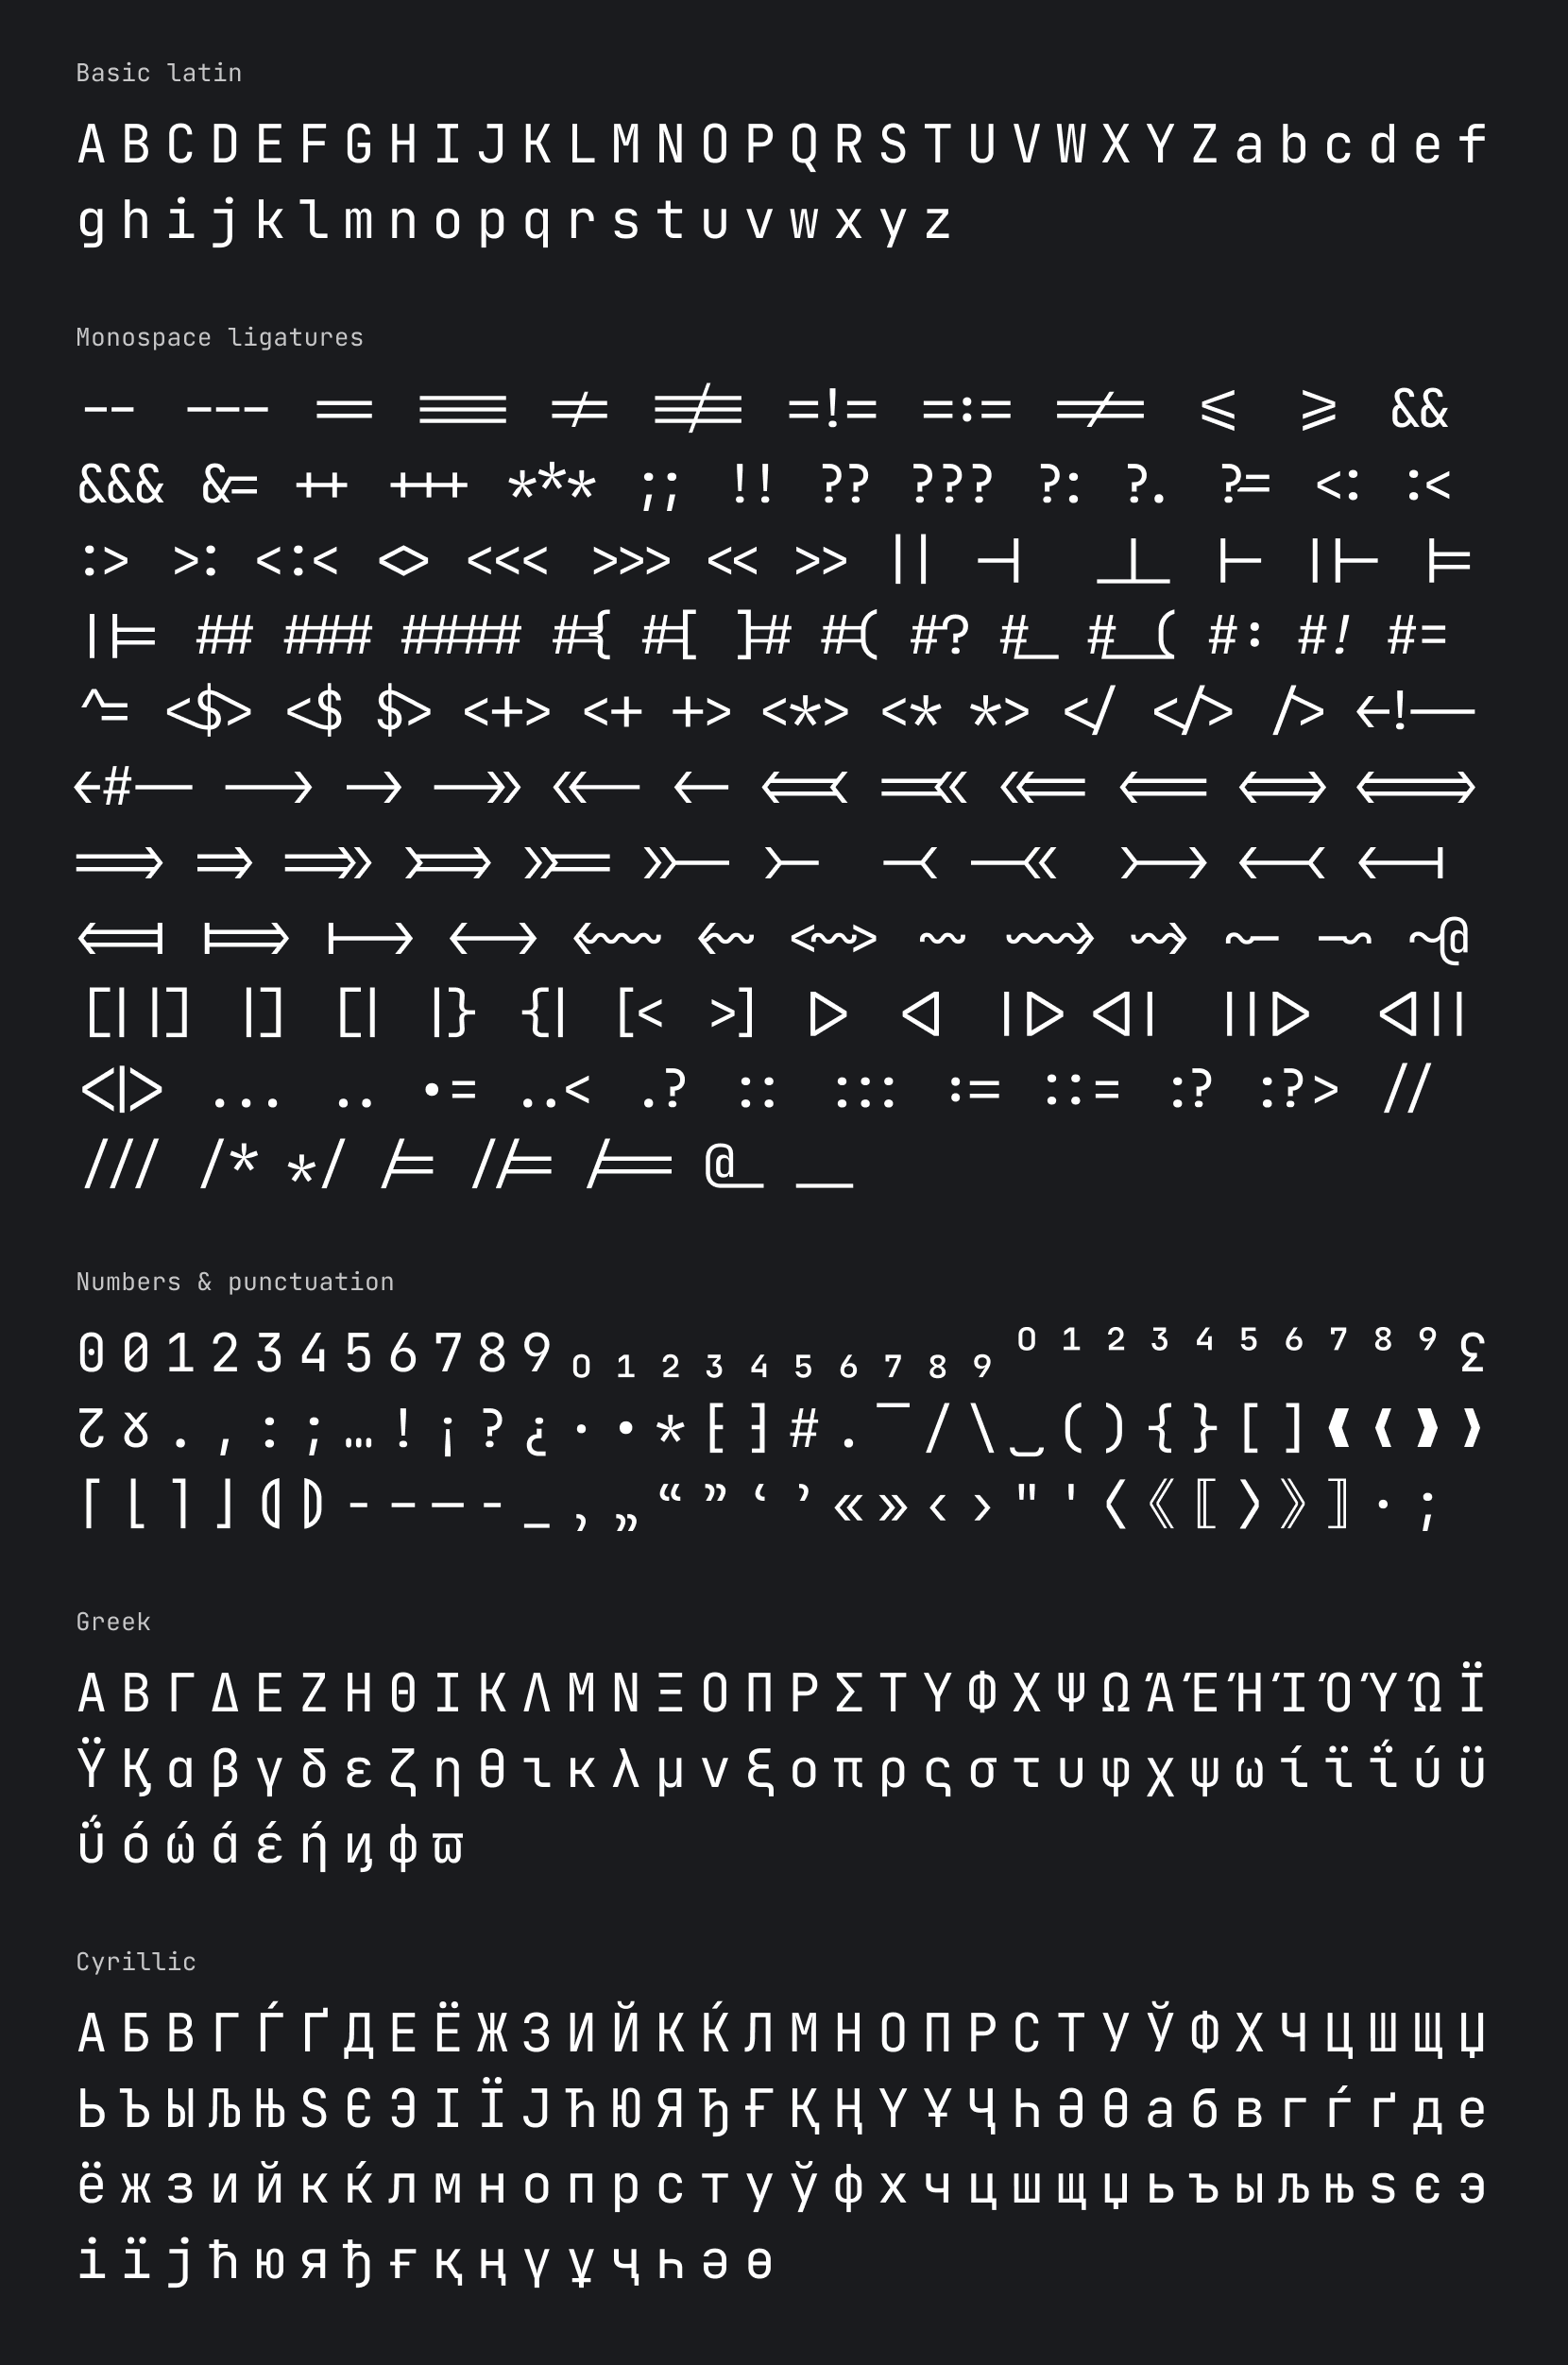 Basic latin
A B C D E F G H I J K L M N O P Q R S T U V W X Y Z a b c d e f
g h i j k l m n o p q r s t u v w x y z
Monospace ligatures
-- --- == === != !== =!= =:= =/= <= >= &&
&&& &= ++ +++ *** ;; !! ?? ??? ?: ?. ?= <: :<
:> >: <:< <> <<< >>> << >> || -| _|_ |- ||- |=
||= ## ### #### #{ #[ ]# #( #? #_ #_( #: #! #=
^= <$> <$ $> <+> <+ +> <*> <* *> </ </> /> <!--
<#-- --> -> ->> <<- <- <=< =<< <<= <== <=> <==>
==> => =>> >=> >>= >>- >- -< -<< >-> <-< <-|
<=| |=> |-> <-> <~~ <~ <~> ~~ ~~> ~> ~- -~ ~@
[||] |] [| |} {| [< >] |> <| ||> <|| |||> <|||
<|> ... .. .= ..< .? :: ::: := ::= :? :?> //
/// /* */ /= //= /== @_ __
Numbers & punctuation
0 0 1 2 3 4 5 6 7 8 9 ₀ ₁ ₂ ₃ ₄ ₅ ₆ ₇ ₈ ₉ ⁰ ¹ ² ³ ⁴ ⁵ ⁶ ⁷ ⁸ ⁹
. , : ; … ! ¡ ? ¿ · • * ⁅ ⁆ # . ‾ / \ ‿ ( ) { } [ ] ❰ ❮ ❱ ❯
⌈ ⌊ ⌉ ⌋ ⦇ ⦈ - – — ‐ _ ‚ „ “ ” ‘ ’ « » ‹ › " ' ⟨ ⟪ ⟦ ⟩ ⟫ ⟧ · ;
Greek
Α Β Γ Δ Ε Ζ Η Θ Ι Κ Λ Μ Ν Ξ Ο Π Ρ Σ Τ Υ Φ Χ Ψ Ω Ά Έ Ή Ί Ό Ύ Ώ Ϊ
Ϋ Ϗ α β γ δ ε ζ η θ ι κ λ μ ν ξ ο π ρ ς σ τ υ φ χ ψ ω ί ϊ ΐ ύ ϋ
ΰ ό ώ ά έ ή ϗ ϕ ϖ
Cyrillic
А Б В Г Ѓ Ґ Д Е Ё Ж З И Й К Ќ Л М Н О П Р С Т У Ў Ф Х Ч Ц Ш Щ Џ
Ь Ъ Ы Љ Њ Ѕ Є Э І Ї Ј Ћ Ю Я Ђ Ғ Қ Ң Ү Ұ Ҷ Һ Ә Ө а б в г ѓ ґ д е
ё ж з и й к ќ л м н о п р с т у ў ф х ч ц ш щ џ ь ъ ы љ њ ѕ є э
і ї ј ћ ю я ђ ғ қ ң ү ұ ҷ һ ә ө